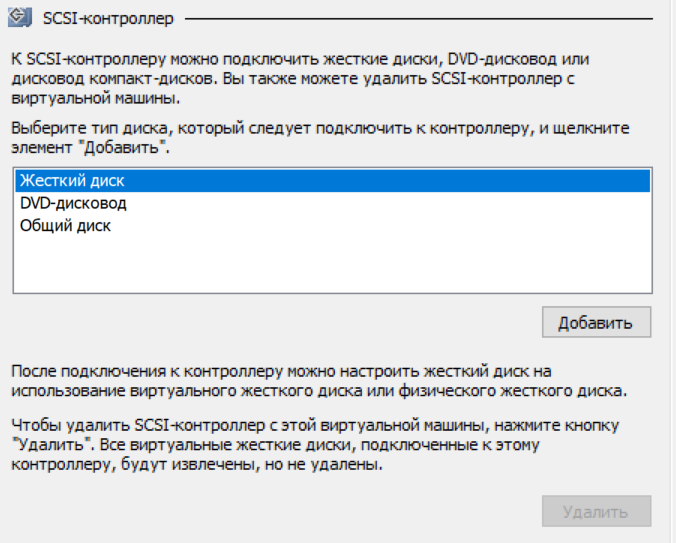 SCSI-контроллер
К SCSI-контроллеру можно подключить жесткие диски, DVD-дисковод или
дисковод компакт-дисков. Вы также можете удалить SCSI-контроллер с
виртуальной машины.
Выберите тип диска, который следует подключить к контроллеру, и щелкните
элемент "Добавить".
Жесткий диск
DVD-дисковод
Общий диск
Добавить
После подключения к контроллеру можно настроить жесткий диск на
использование виртуального жесткого диска или физического жесткого диска.
Чтобы удалить SCSI-контроллер с этой виртуальной машины, нажмите кнопку
"Удалить". Все виртуальные жесткие диски, подключенные к этому
контроллеру, будут извлечены, но не удалены.
Удалить